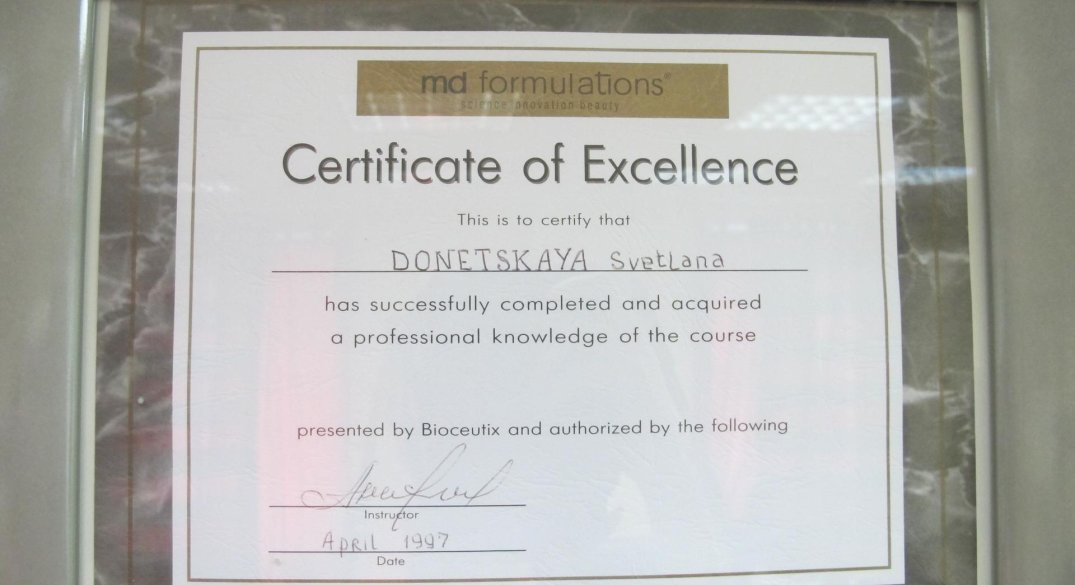 md formulations®
science innovation beauty
Certificate of Excellence
This is to certify that
DONETSKAYA Svetlana
has successfully completed and acquired
a professional knowledge of the course
presented by Bioceutix and authorized by the following
Instructor
April 1997
Date